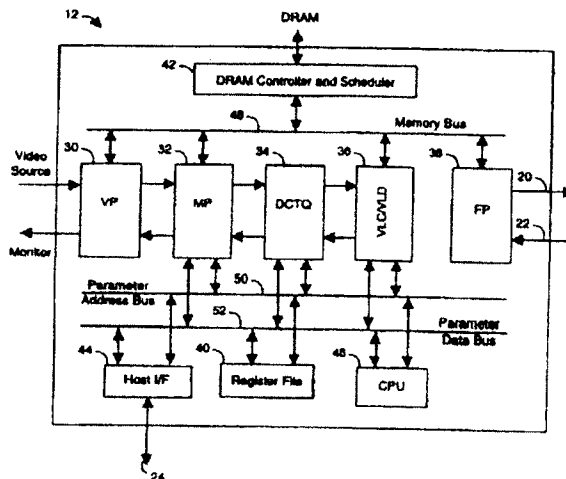 DRAM
12
42
DRAM Controller and Scheduler
48
Memory Bus
Video
Source
30
32
34
36
38
20
VP
MP
DCTQ
VLC/VLD
FP
22
Monitor
Parameter
Address Bus
50
52
Parameter
Data Bus
44
40
46
Host I/F
Register File
CPU
24